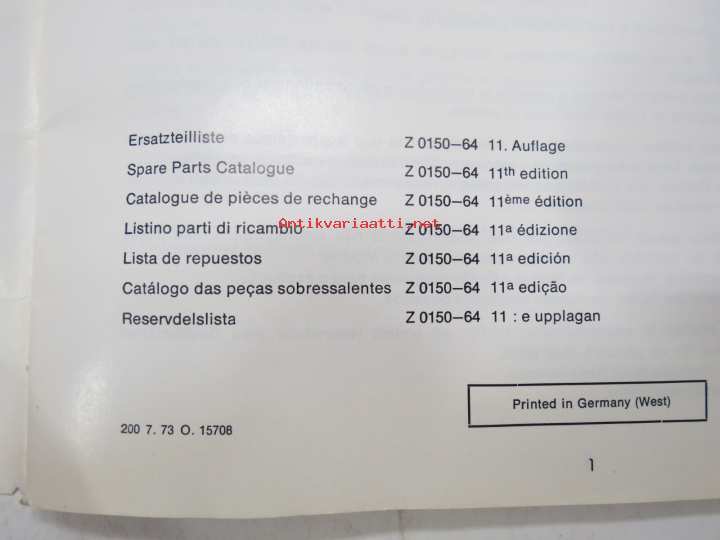 Ersatzteilliste Z 0150—64 11. Auflage
Spare Parts Catalogue Z 0150—64 11th edition
Catalogue de pièces de rechange Z 0150—64 11ème édition
Listino parti di ricambio Z 0150—64 11a édizione
Antikvariaatti.net
Lista de repuestos Z 0150—64 11a edición
Catálogo das peças sobressalentes Z 0150—64 11a edição
Reservdelslista Z 0150—64 11 : e upplagan
Printed in Germany (West)
200 7. 73 O. 15708
1